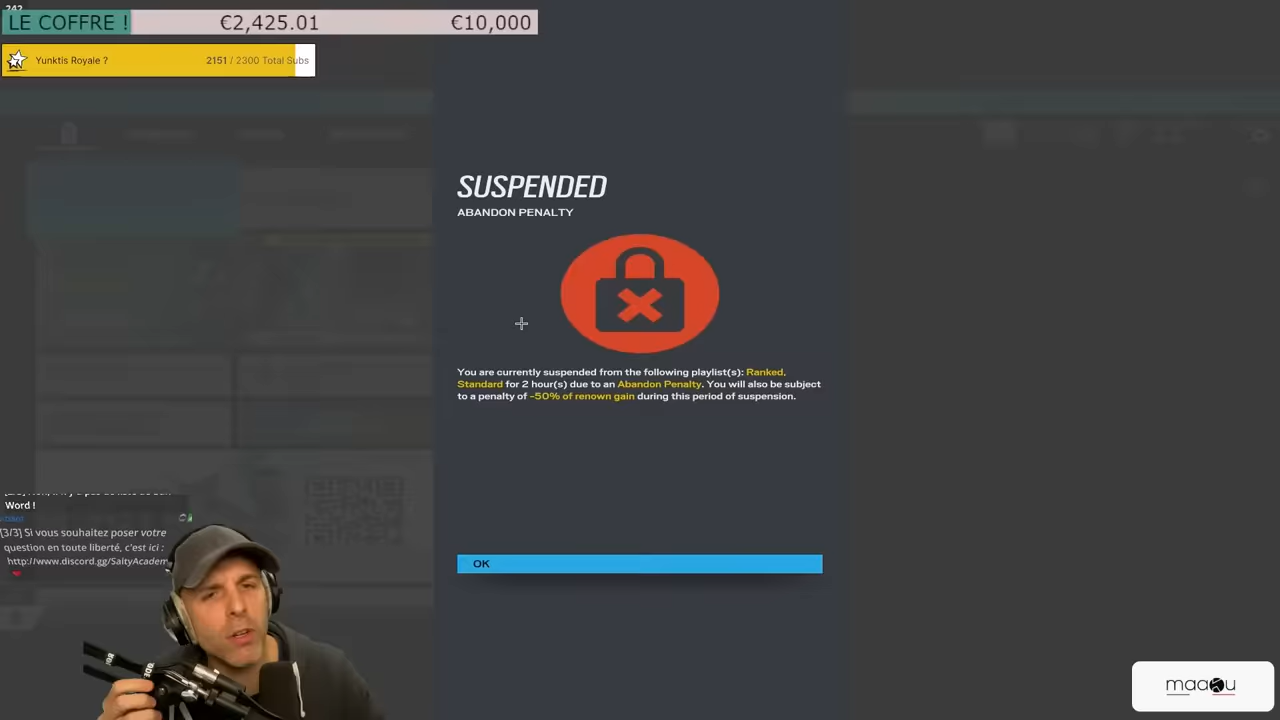 242
LE COFFRE ! €2,425.01 €10,000
Yunktis Royale ? 2151 / 2300 Total Subs
SUSPENDED
ABANDON PENALTY
You are currently suspended from the following playlist(s): Ranked,
Standard for 2 hour(s) due to an Abandon Penalty. You will also be subject
to a penalty of -50% of renown gain during this period of suspension.
OK
Word !
[3/3] Si vous souhaitez poser votre
question en toute liberté, c'est ici :
http://www.discord.gg/SaltyAcadem
maaou